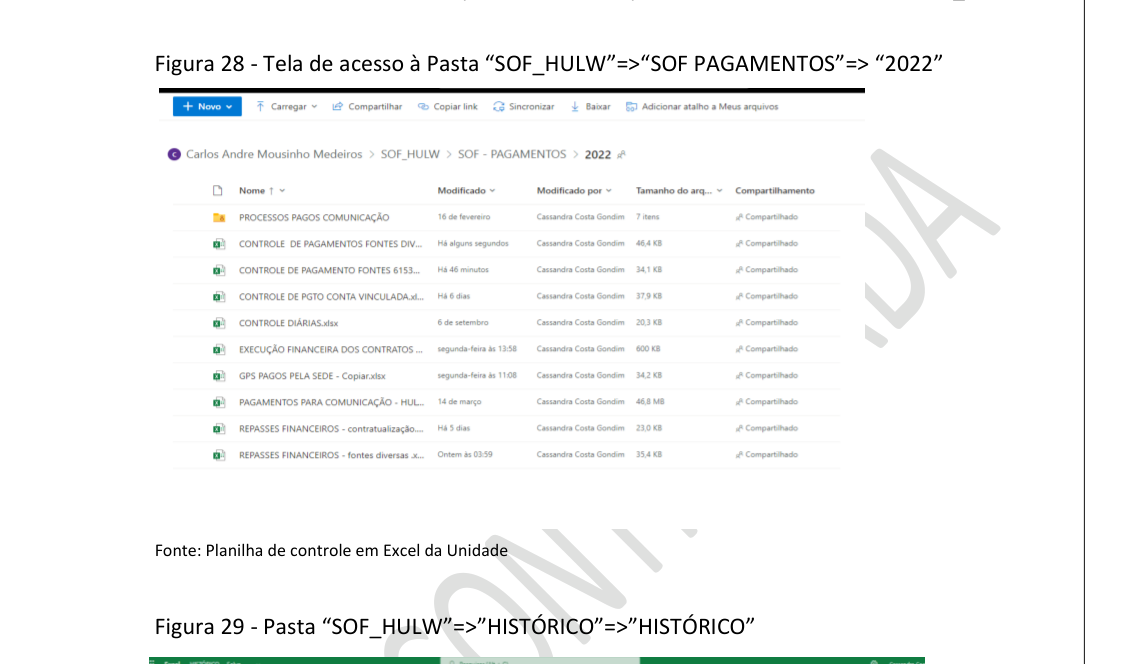 Figura 28 - Tela de acesso à Pasta “SOF_HULW”=>“SOF PAGAMENTOS”=> “2022”
+ Novo Carregar Compartilhar Copiar link Sincronizar Baixar Adicionar atalho a Meus arquivos
C Carlos Andre Mousinho Medeiros > SOF_HULW > SOF - PAGAMENTOS > 2022
Nome ↑ Modificado Modificado por Tamanho do arq... Compartilhamento
PROCESSOS PAGOS COMUNICAÇÃO 16 de fevereiro Cassandra Costa Gondim 7 itens Compartilhado
CONTROLE DE PAGAMENTOS FONTES DIV... Há alguns segundos Cassandra Costa Gondim 46,4 KB Compartilhado
CONTROLE DE PAGAMENTO FONTES 6153... Há 46 minutos Cassandra Costa Gondim 34,1 KB Compartilhado
CONTROLE DE PGTO CONTA VINCULADA.xl... Há 6 dias Cassandra Costa Gondim 37,9 KB Compartilhado
CONTROLE DIÁRIAS.xlsx 6 de setembro Cassandra Costa Gondim 20,3 KB Compartilhado
EXECUÇÃO FINANCEIRA DOS CONTRATOS ... segunda-feira às 13:58 Cassandra Costa Gondim 600 KB Compartilhado
GPS PAGOS PELA SEDE - Copiar.xlsx segunda-feira às 11:08 Cassandra Costa Gondim 34,2 KB Compartilhado
PAGAMENTOS PARA COMUNICAÇÃO - HUL... 14 de março Cassandra Costa Gondim 46,8 MB Compartilhado
REPASSES FINANCEIROS - contratualização.... Há 5 dias Cassandra Costa Gondim 23,0 KB Compartilhado
REPASSES FINANCEIROS - fontes diversas .x... Ontem às 03:59 Cassandra Costa Gondim 35,4 KB Compartilhado
Fonte: Planilha de controle em Excel da Unidade
Figura 29 - Pasta “SOF_HULW”=>”HISTÓRICO”=>”HISTÓRICO”